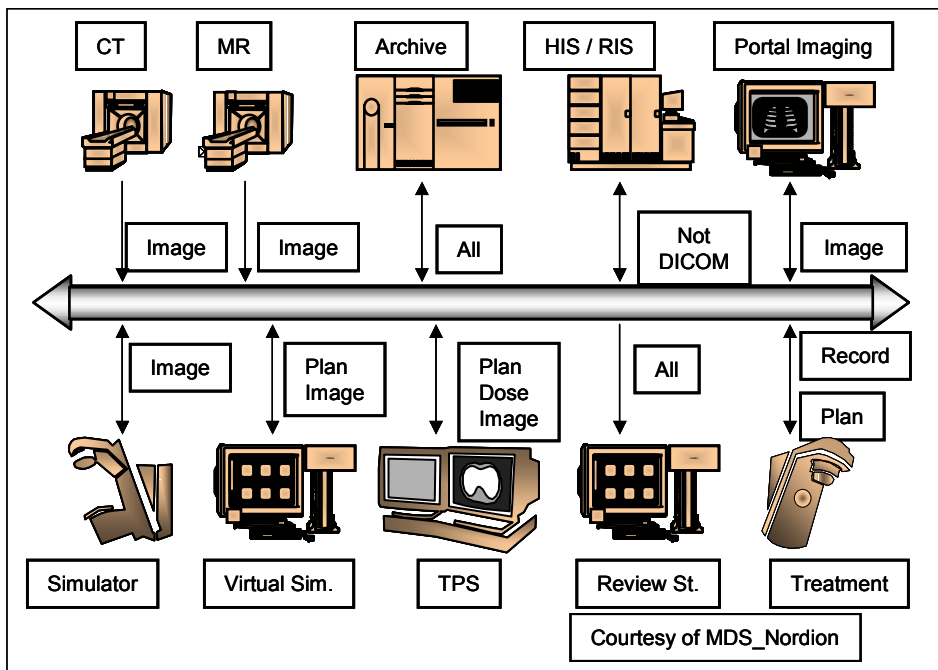 CT
MR
Archive
HIS / RIS
Portal Imaging
Image
Image
All
Not
DICOM
Image
Image
Plan
Image
Plan
Dose
Image
All
Record
Plan
Simulator
Virtual Sim.
TPS
Review St.
Treatment
Courtesy of MDS_Nordion